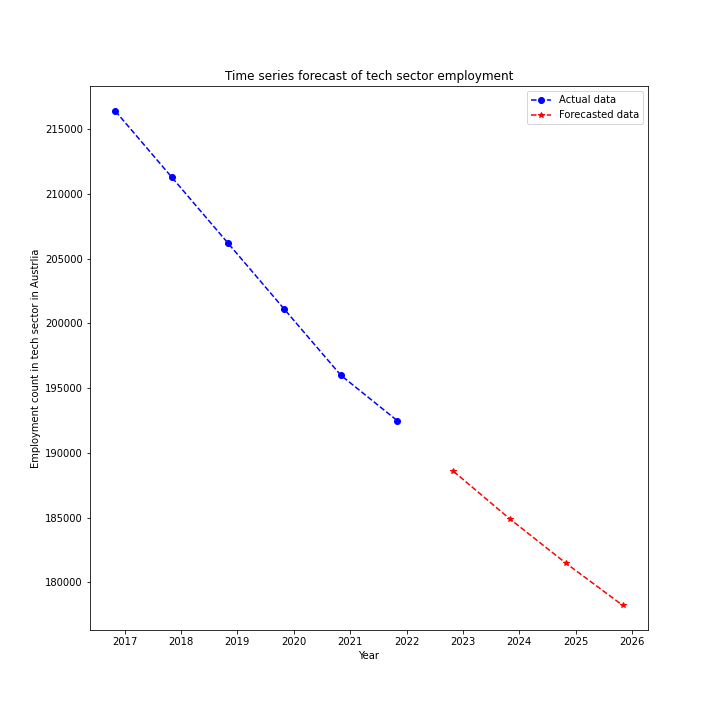 Time series forecast of tech sector employment
Actual data
Forecasted data
Employment count in tech sector in Austrlia
215000
210000
205000
200000
195000
190000
185000
180000
2017 2018 2019 2020 2021 2022 2023 2024 2025 2026
Year